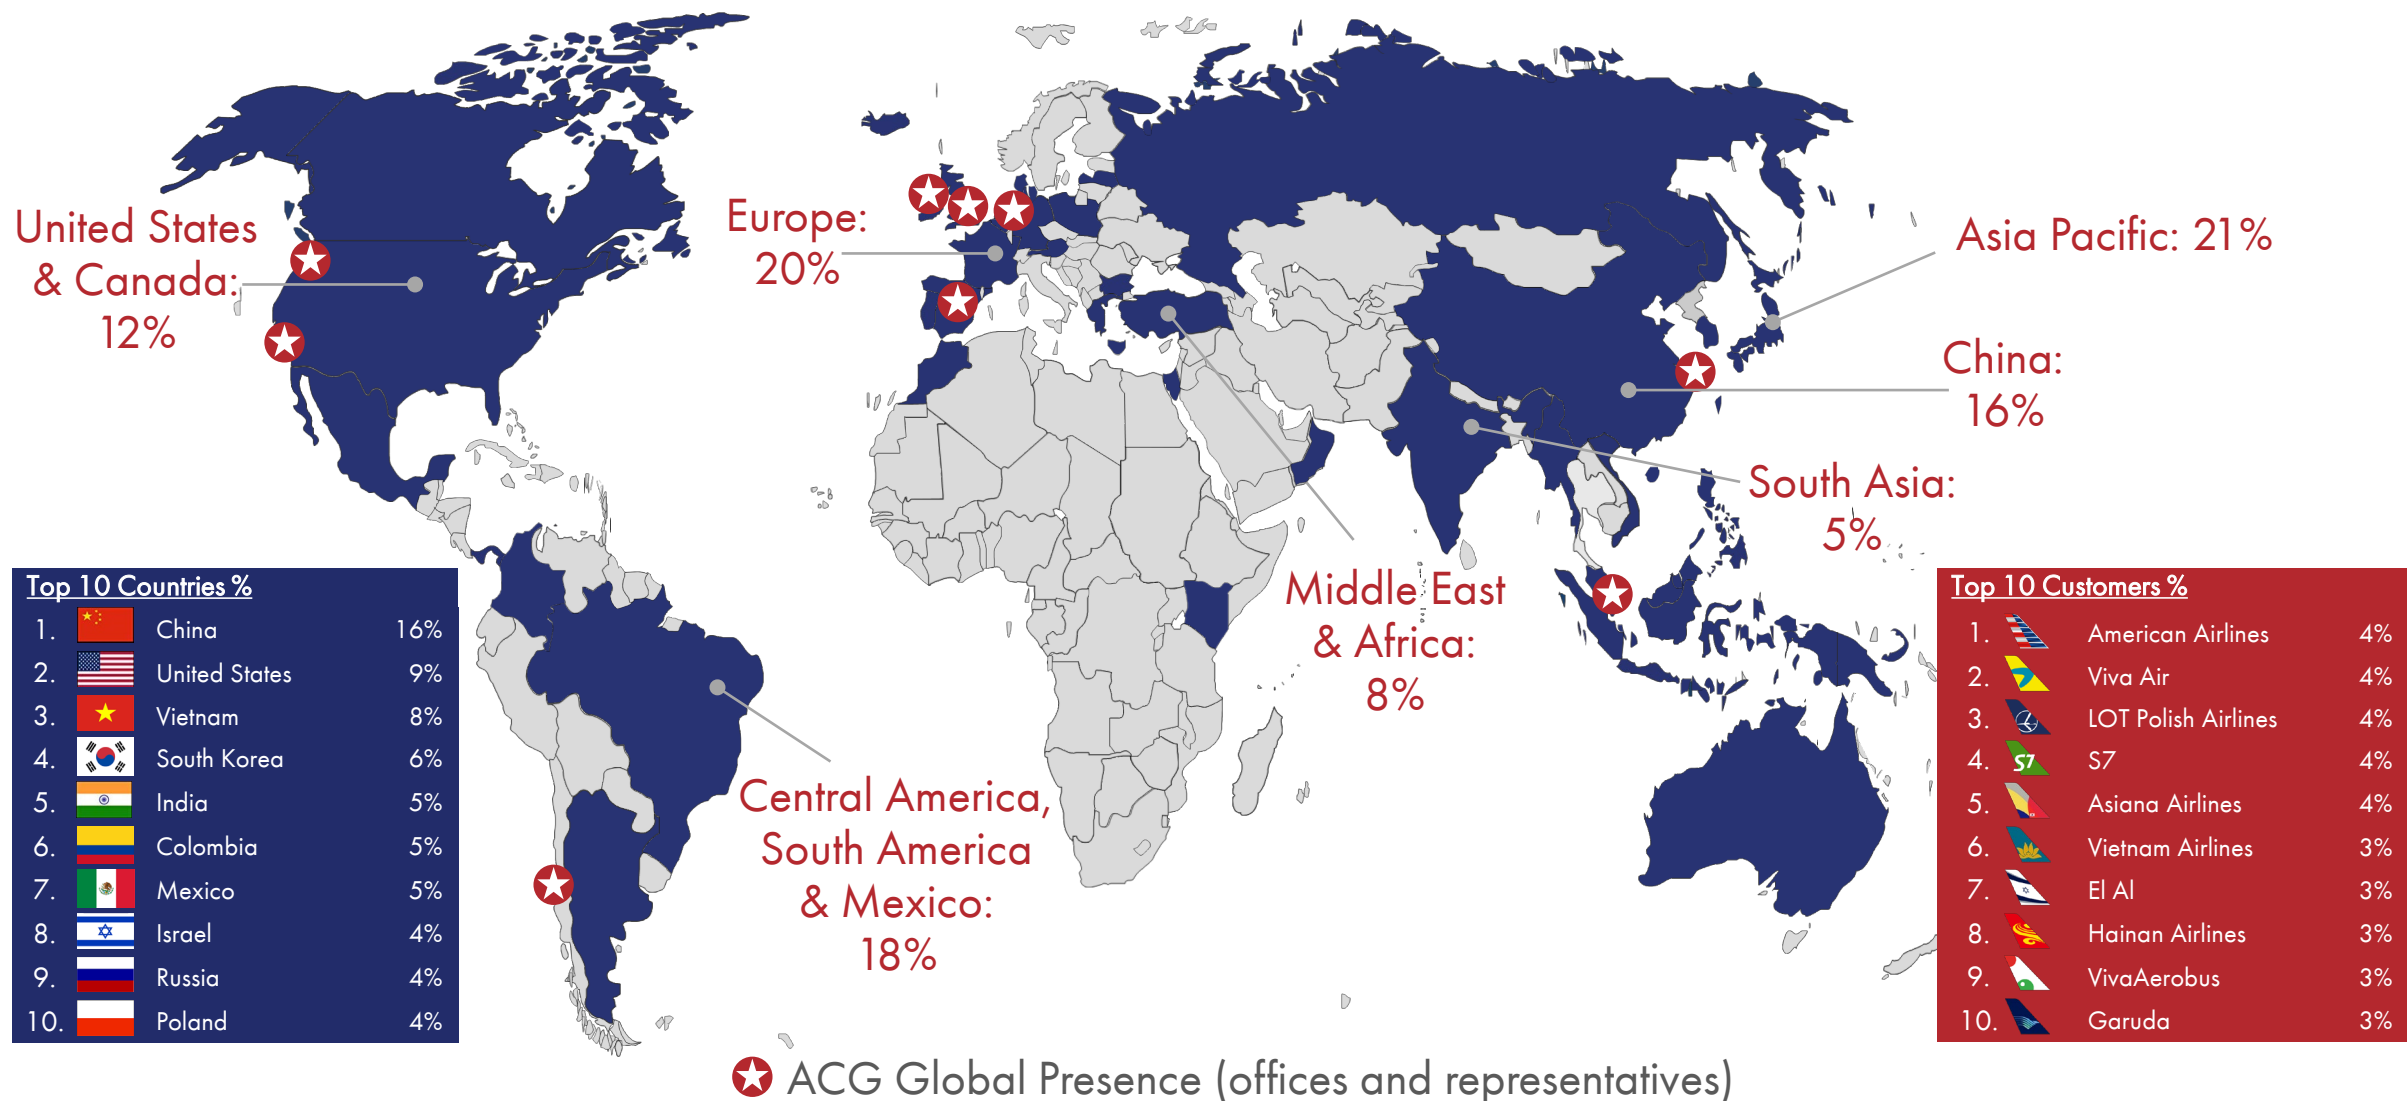 United States
& Canada:
12%
Europe:
20%
Asia Pacific: 21%
China:
16%
South Asia:
5%
Middle East
& Africa:
8%
Central America,
South America
& Mexico:
18%
Top 10 Countries %
1. China 16%
2. United States 9%
3. Vietnam 8%
4. South Korea 6%
5. India 5%
6. Colombia 5%
7. Mexico 5%
8. Israel 4%
9. Russia 4%
10. Poland 4%
Top 10 Customers %
1. American Airlines 4%
2. Viva Air 4%
3. LOT Polish Airlines 4%
4. S7 S7 4%
5. Asiana Airlines 4%
6. Vietnam Airlines 3%
7. El Al 3%
8. Hainan Airlines 3%
9. VivaAerobus 3%
10. Garuda 3%
ACG Global Presence (offices and representatives)